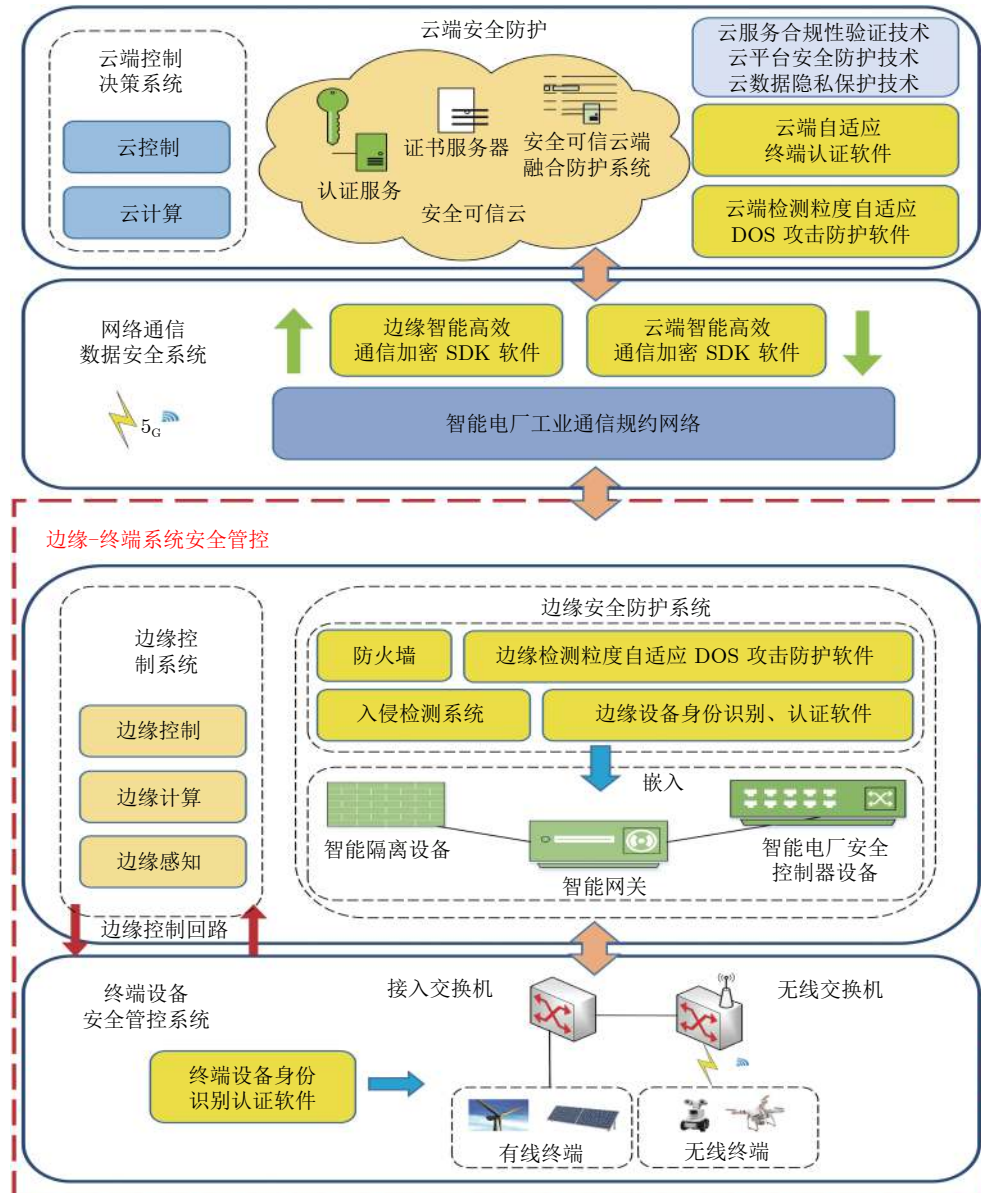 云端安全防护
云端控制
决策系统
云控制
云计算
证书服务器
安全可信云端
融合防护系统
认证服务
安全可信云
云服务合规性验证技术
云平台安全防护技术
云数据隐私保护技术
云端自适应
终端认证软件
云端检测粒度自适应
DOS 攻击防护软件
网络通信
数据安全系统
5G
边缘智能高效
通信加密 SDK 软件
云端智能高效
通信加密 SDK 软件
智能电厂工业通信规约网络
边缘-终端系统安全管控
边缘控
制系统
边缘控制
边缘计算
边缘感知
边缘安全防护系统
防火墙
边缘检测粒度自适应 DOS 攻击防护软件
入侵检测系统
边缘设备身份识别、认证软件
嵌入
智能隔离设备
智能网关
智能电厂安全
控制器设备
边缘控制回路
终端设备
安全管控系统
接入交换机
无线交换机
终端设备身份
识别认证软件
有线终端
无线终端